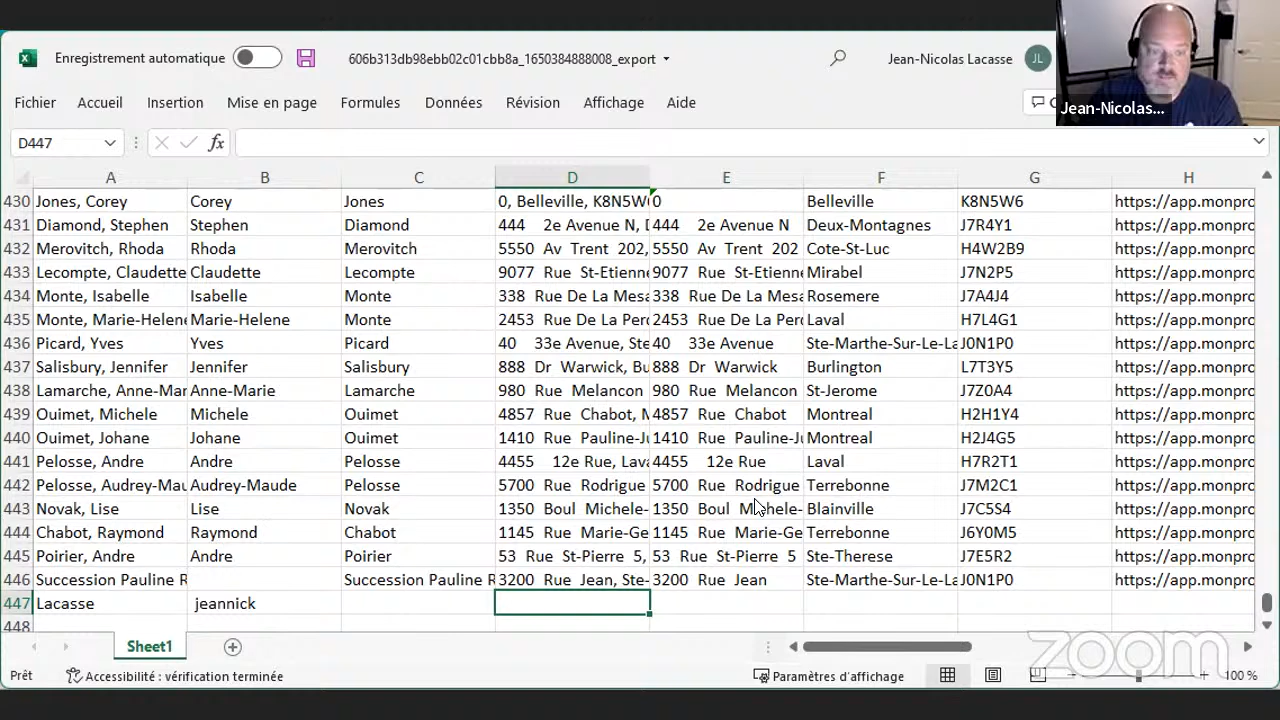 Enregistrement automatique 606b313db98ebb02c01cbb8a_1650384888008_export Jean-Nicolas Lacasse JL
Jean-Nicolas...
Fichier Accueil Insertion Mise en page Formules Données Révision Affichage Aide
D447 fx
A B C D E F G H
430 Jones, Corey Corey Jones 0, Belleville, K8N5W 0 Belleville K8N5W6 https://app.monpro
431 Diamond, Stephen Stephen Diamond 444 2e Avenue N, 444 2e Avenue N Deux-Montagnes J7R4Y1 https://app.monpro
432 Merovitch, Rhoda Rhoda Merovitch 5550 Av Trent 202, 5550 Av Trent 202 Cote-St-Luc H4W2B9 https://app.monpro
433 Lecompte, Claudette Claudette Lecompte 9077 Rue St-Etienne 9077 Rue St-Etienne Mirabel J7N2P5 https://app.monpro
434 Monte, Isabelle Isabelle Monte 338 Rue De La Mesa 338 Rue De La Mesa Rosemere J7A4J4 https://app.monpro
435 Monte, Marie-Helene Marie-Helene Monte 2453 Rue De La Perd 2453 Rue De La Perd Laval H7L4G1 https://app.monpro
436 Picard, Yves Yves Picard 40 33e Avenue, Ste 40 33e Avenue Ste-Marthe-Sur-Le-La J0N1P0 https://app.monpro
437 Salisbury, Jennifer Jennifer Salisbury 888 Dr Warwick, Bu 888 Dr Warwick Burlington L7T3Y5 https://app.monpro
438 Lamarche, Anne-Mar Anne-Marie Lamarche 980 Rue Melancon 980 Rue Melancon St-Jerome J7Z0A4 https://app.monpro
439 Ouimet, Michele Michele Ouimet 4857 Rue Chabot, M 4857 Rue Chabot Montreal H2H1Y4 https://app.monpro
440 Ouimet, Johane Johane Ouimet 1410 Rue Pauline-Ju 1410 Rue Pauline-Ju Montreal H2J4G5 https://app.monpro
441 Pelosse, Andre Andre Pelosse 4455 12e Rue, Lava 4455 12e Rue Laval H7R2T1 https://app.monpro
442 Pelosse, Audrey-Mau Audrey-Maude Pelosse 5700 Rue Rodrigue 5700 Rue Rodrigue Terrebonne J7M2C1 https://app.monpro
443 Novak, Lise Lise Novak 1350 Boul Michele- 1350 Boul Michele- Blainville J7C5S4 https://app.monpro
444 Chabot, Raymond Raymond Chabot 1145 Rue Marie-Ge 1145 Rue Marie-Ge Terrebonne J6Y0M5 https://app.monpro
445 Poirier, Andre Andre Poirier 53 Rue St-Pierre 5, 53 Rue St-Pierre 5 Ste-Therese J7E5R2 https://app.monpro
446 Succession Pauline R Succession Pauline R 3200 Rue Jean, Ste- 3200 Rue Jean Ste-Marthe-Sur-Le-La J0N1P0 https://app.monpro
447 Lacasse jeannick
448
Sheet1
zoom
Prêt Accessibilité : vérification terminée Paramètres d'affichage 100 %